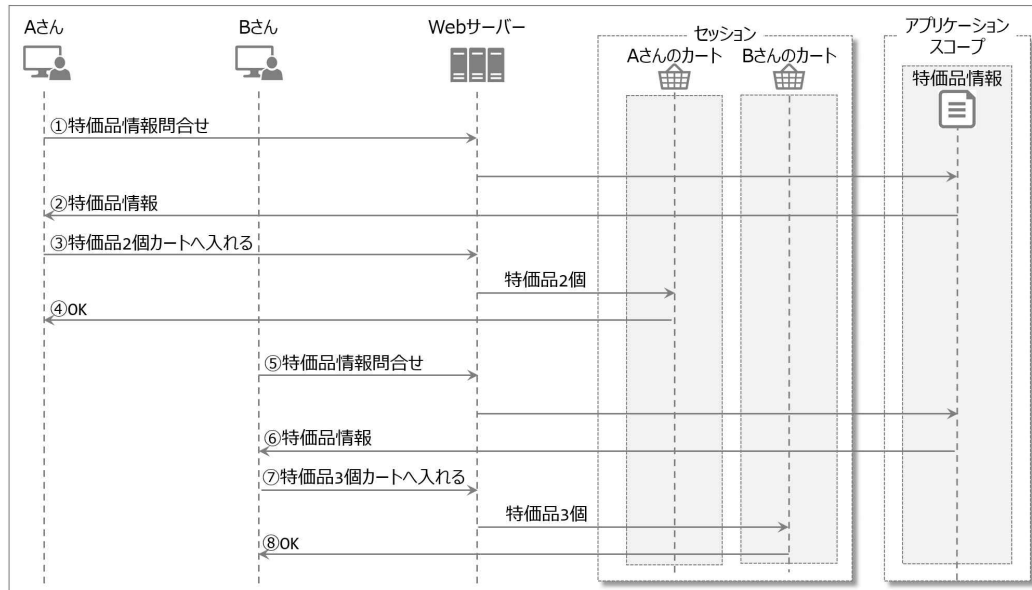 Aさん
Bさん
Webサーバー
セッション
Aさんのカート
Bさんのカート
アプリケーション
スコープ
特価品情報
①特価品情報問合せ
②特価品情報
③特価品2個カートへ入れる
特価品2個
④OK
⑤特価品情報問合せ
⑥特価品情報
⑦特価品3個カートへ入れる
特価品3個
⑧OK